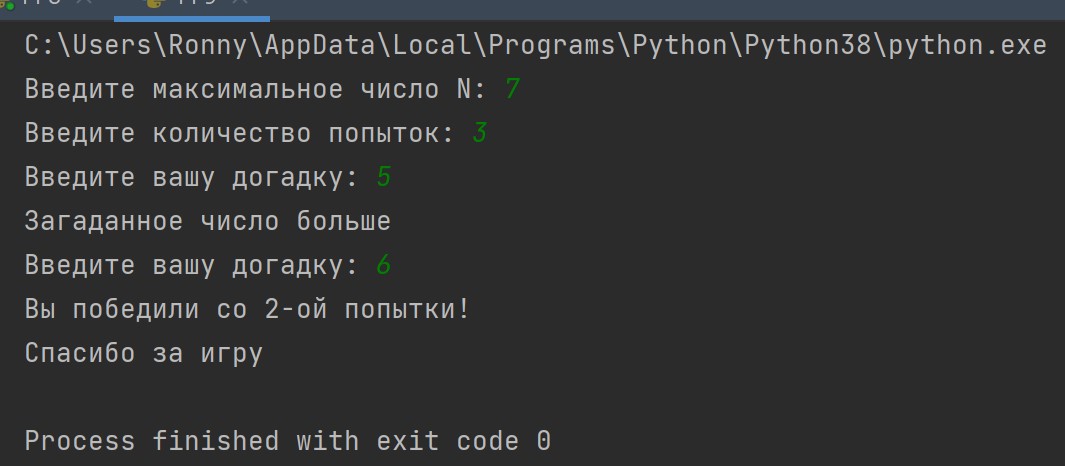 C:\Users\Ronny\AppData\Local\Programs\Python\Python38\python.exe
Введите максимальное число N: 7
Введите количество попыток: 3
Введите вашу догадку: 5
Загаданное число больше
Введите вашу догадку: 6
Вы победили со 2-ой попытки!
Спасибо за игру
Process finished with exit code 0